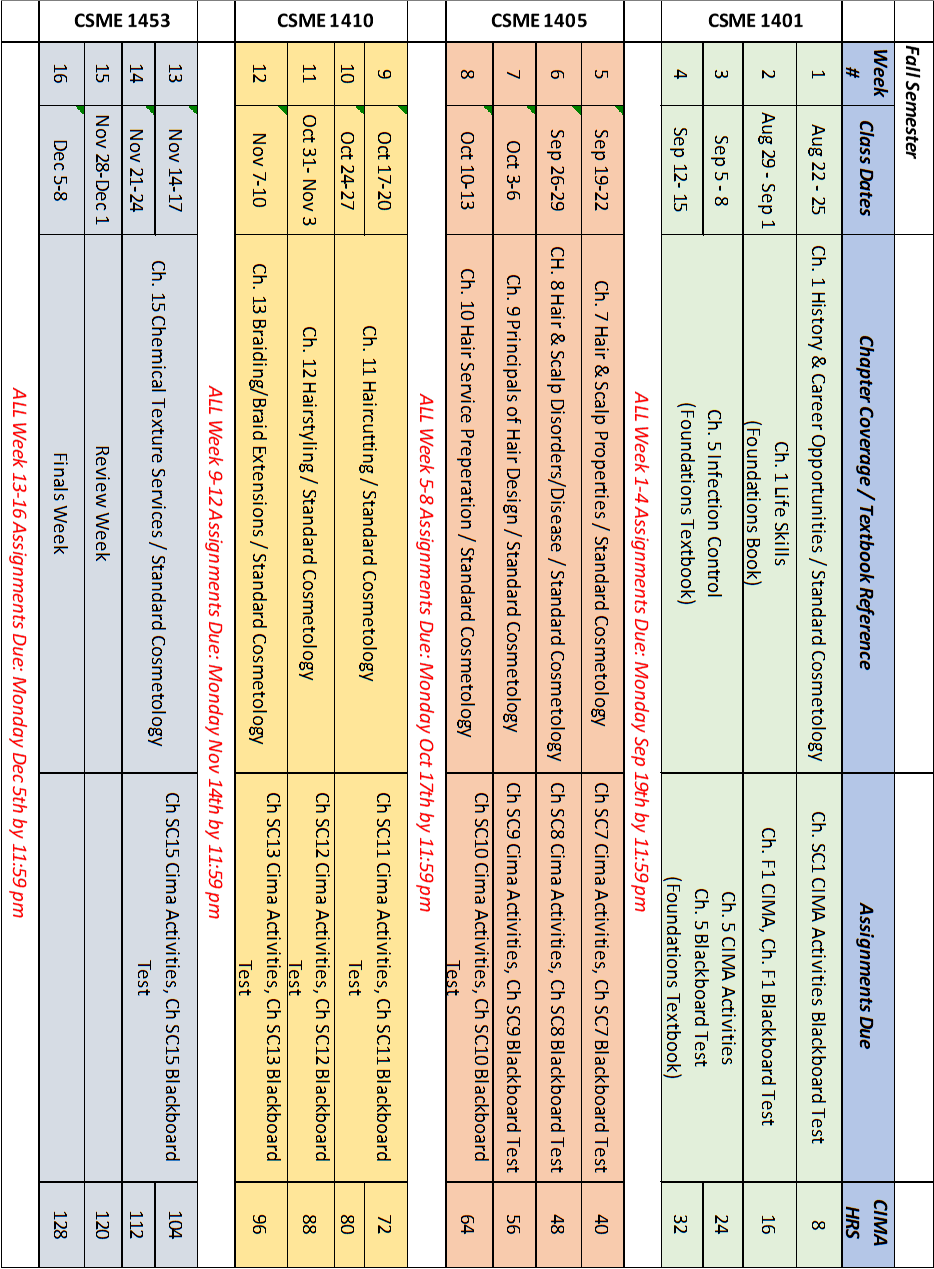 Fall Semester
Week # Class Dates Chapter Coverage / Textbook Reference Assignments Due CIMA HRS
CSME 1401
1 Aug 22 - 25 Ch. 1 History & Career Opportunities / Standard Cosmetology Ch. SC1 CIMA Activities Blackboard Test 8
2 Aug 29 - Sep 1 Ch. 1 Life Skills
(Foundations Book) Ch. F1 CIMA, Ch. F1 Blackboard Test 16
3 Sep 5 - 8 Ch. 5 Infection Control
(Foundations Textbook) Ch. 5 CIMA Activities
Ch. 5 Blackboard Test
(Foundations Textbook) 24
4 Sep 12- 15 32
ALL Week 1-4 Assignments Due: Monday Sep 19th by 11:59 pm
CSME 1405
5 Sep 19-22 Ch. 7 Hair & Scalp Properties / Standard Cosmetology Ch SC7 Cima Activities, Ch SC7 Blackboard Test 40
6 Sep 26-29 CH. 8 Hair & Scalp Disorders/Disease / Standard Cosmetology Ch SC8 Cima Activities, Ch SC8 Blackboard Test 48
7 Oct 3-6 Ch. 9 Principals of Hair Design / Standard Cosmetology Ch SC9 Cima Activities, Ch SC9 Blackboard Test 56
8 Oct 10-13 Ch. 10 Hair Service Preperation / Standard Cosmetology Ch SC10 Cima Activities, Ch SC10 Blackboard
Test 64
ALL Week 5-8 Assignments Due: Monday Oct 17th by 11:59 pm
CSME 1410
9 Oct 17-20 Ch. 11 Haircutting / Standard Cosmetology Ch SC11 Cima Activities, Ch SC11 Blackboard
Test 72
10 Oct 24-27 80
11 Oct 31- Nov 3 Ch. 12 Hairstyling / Standard Cosmetology Ch SC12 Cima Activities, Ch SC12 Blackboard
Test 88
12 Nov 7-10 Ch. 13 Braiding/Braid Extensions / Standard Cosmetology Ch SC13 Cima Activities, Ch SC13 Blackboard
Test 96
ALL Week 9-12 Assignments Due: Monday Nov 14th by 11:59 pm
CSME 1453
13 Nov 14-17 Ch. 15 Chemical Texture Services / Standard Cosmetology Ch SC15 Cima Activities, Ch SC15 Blackboard
Test 104
14 Nov 21-24 112
15 Nov 28-Dec 1 Review Week 120
16 Dec 5-8 Finals Week 128
ALL Week 13-16 Assignments Due: Monday Dec 5th by 11:59 pm